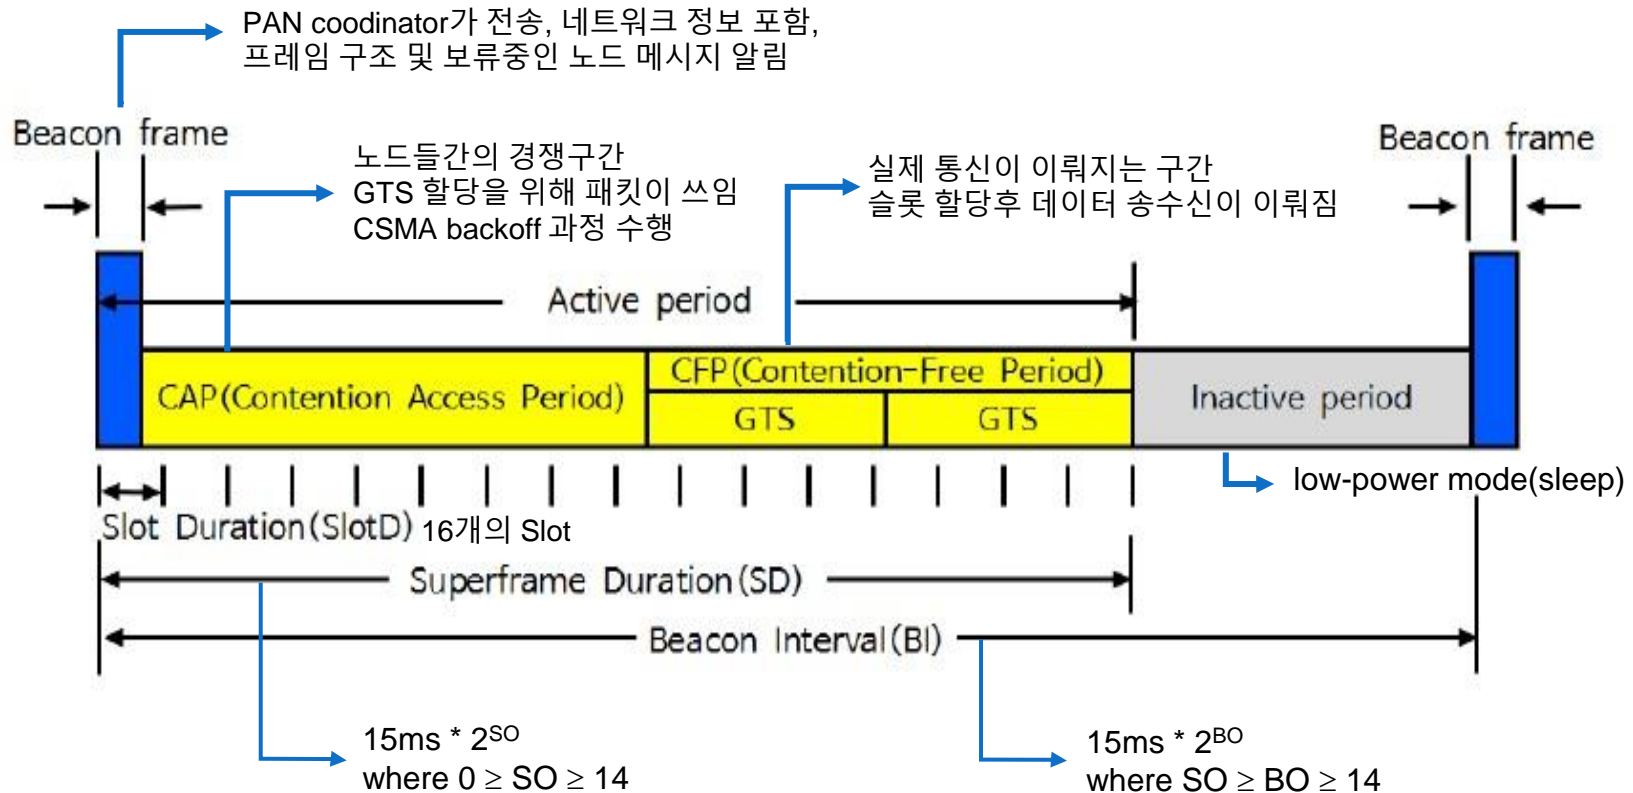 PAN coodinator가 전송, 네트워크 정보 포함,
프레임 구조 및 보류중인 노드 메시지 알림
Beacon frame
Beacon frame
노드들간의 경쟁구간
GTS 할당을 위해 패킷이 쓰임
CSMA backoff 과정 수행
실제 통신이 이뤄지는 구간
슬롯 할당후 데이터 송수신이 이뤄짐
Active period
CAP(Contention Access Period)
CFP(Contention-Free Period)
GTS
GTS
Inactive period
low-power mode(sleep)
Slot Duration(SlotD) 16개의 Slot
Superframe Duration(SD)
Beacon Interval(BI)
15ms * 2^SO
where 0 ≥ SO ≥ 14
15ms * 2^BO
where SO ≥ BO ≥ 14